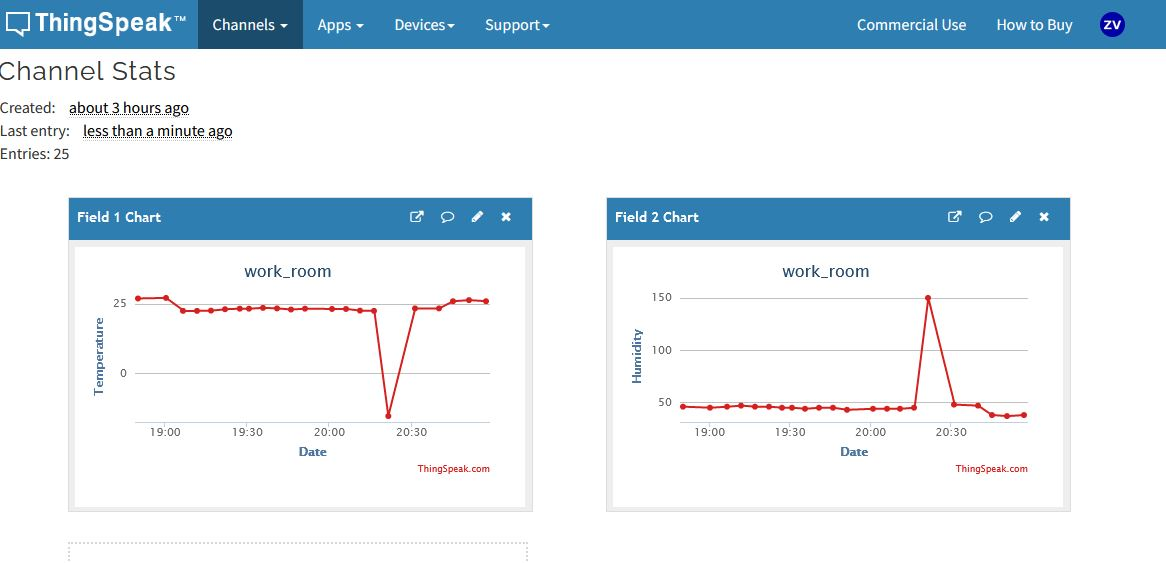 ThingSpeak™ Channels Apps Devices Support Commercial Use How to Buy ZV
Channel Stats
Created: about 3 hours ago
Last entry: less than a minute ago
Entries: 25
Field 1 Chart
work_room
25
0
Temperature
19:00 19:30 20:00 20:30
Date
ThingSpeak.com
Field 2 Chart
work_room
150
100
50
Humidity
19:00 19:30 20:00 20:30
Date
ThingSpeak.com